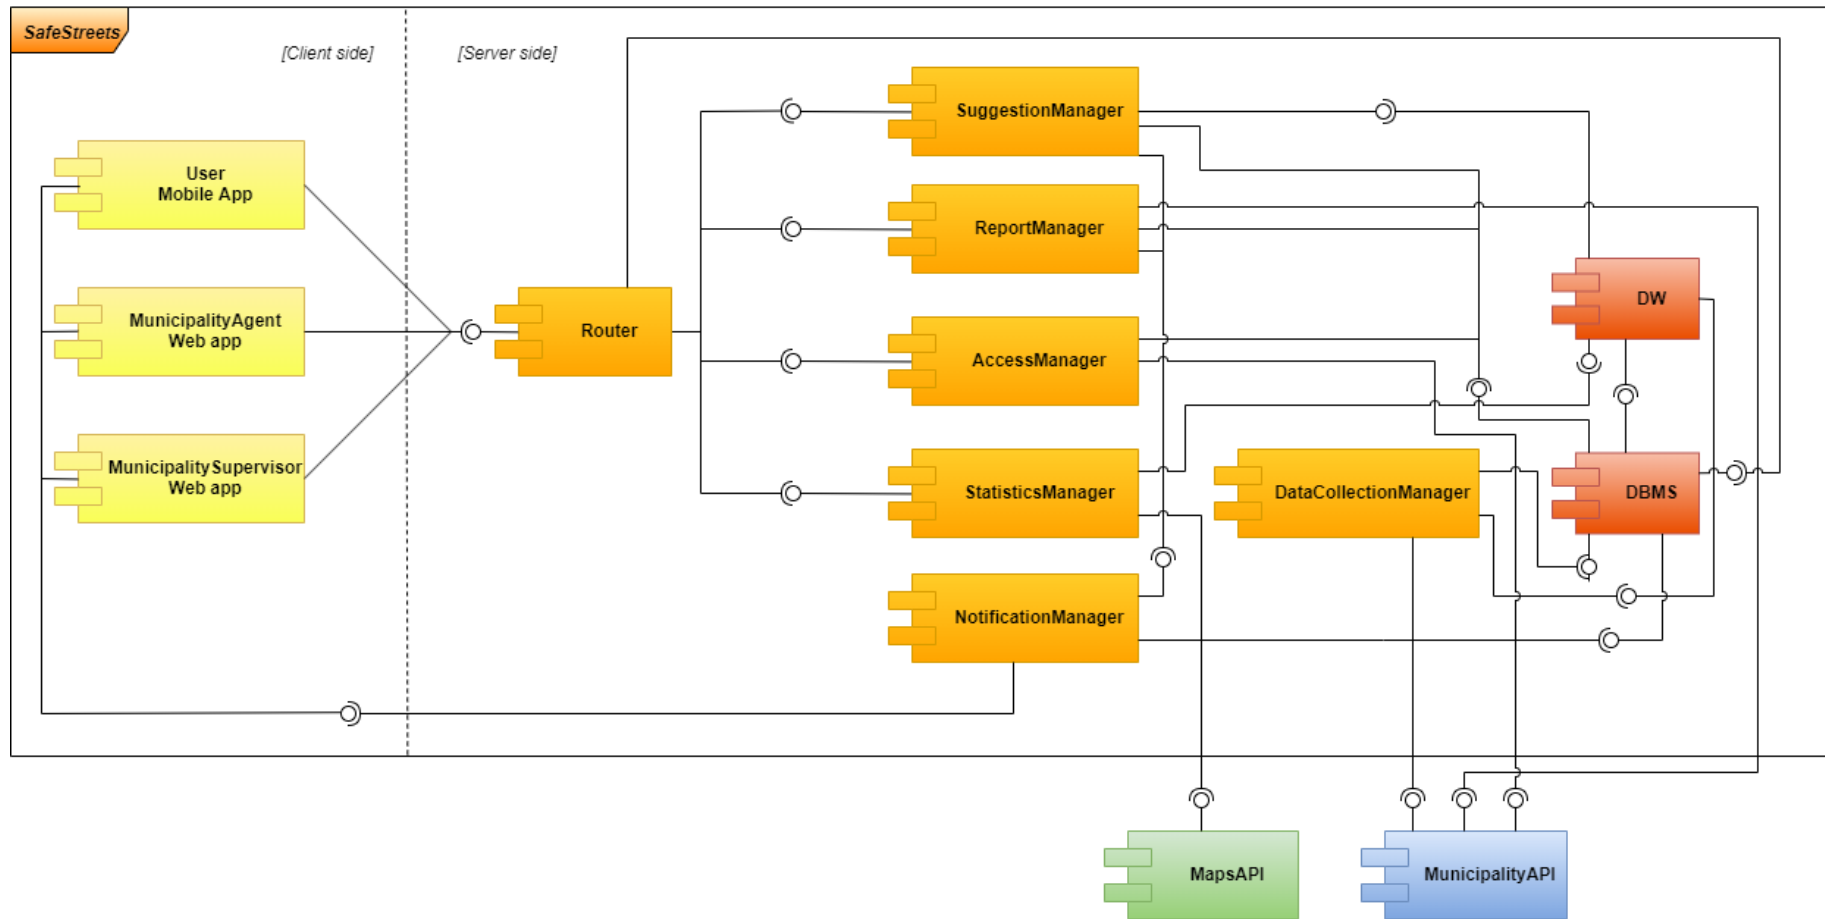 SafeStreets
[Client side]
[Server side]
SuggestionManager
User
Mobile App
ReportManager
DW
MunicipalityAgent
Web app
Router
AccessManager
MunicipalitySupervisor
Web app
StatisticsManager
DataCollectionManager
DBMS
NotificationManager
MapsAPI
MunicipalityAPI